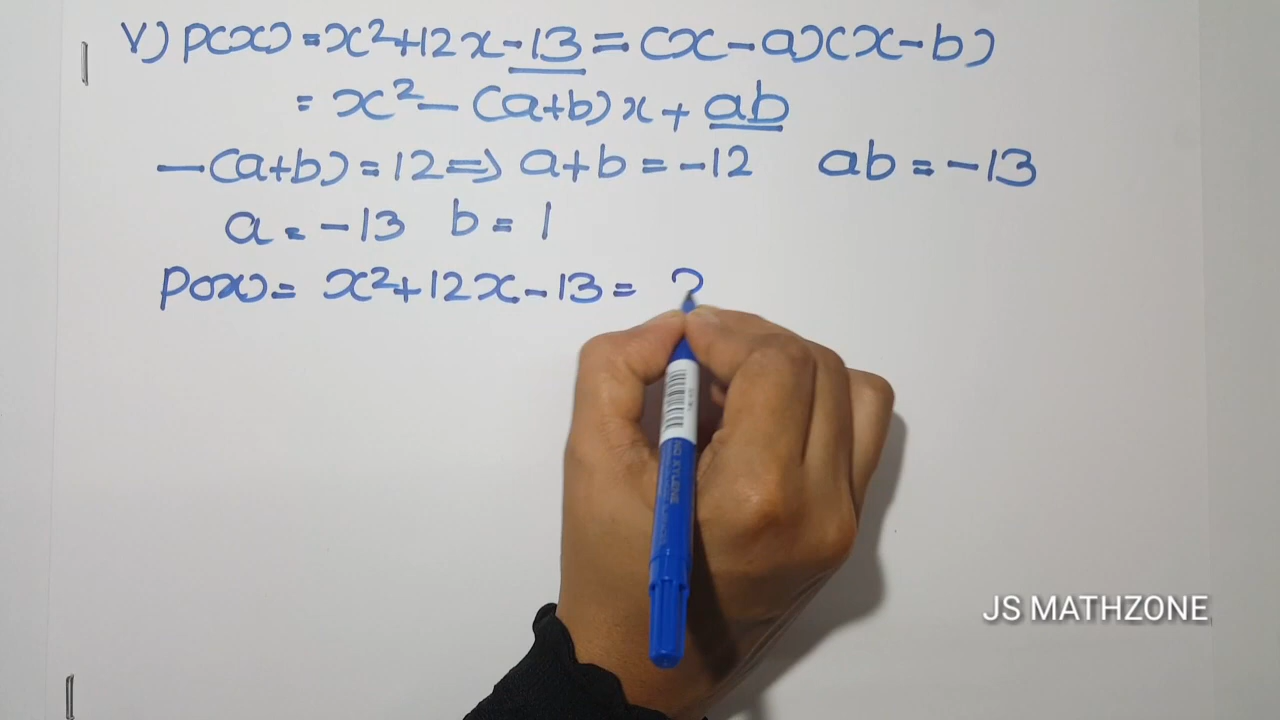 V) P(x) = x²+12x-13 = (x-a)(x-b)
= x²-(a+b)x+ab
-(a+b) = 12 ⇒ a+b = -12 ab = -13
a = -13 b = 1
P(x) = x²+12x-13 =
JS MATHZONE